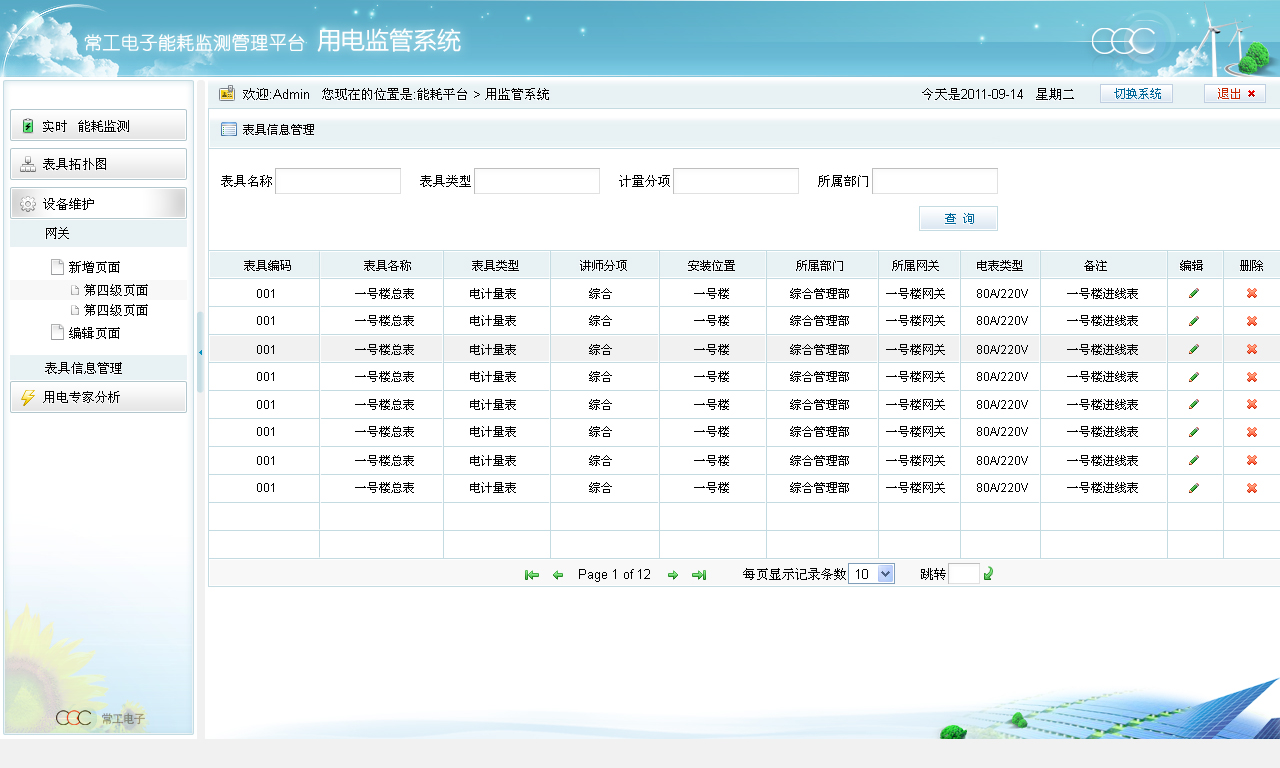 常工电子能耗监测管理平台 用电监管系统
欢迎:Admin 您现在的位置是:能耗平台 > 用监管系统 今天是2011-09-14 星期二 切换系统 退出
实时 能耗监测
表具拓扑图
设备维护
网关
新增页面
第四级页面
第四级页面
编辑页面
表具信息管理
用电专家分析
常工电子
表具信息管理
表具名称 表具类型 计量分项 所属部门
查 询
表具编码 表具各称 表具类型 讲师分项 安装位置 所属部门 所属网关 电表类型 备注 编辑 删除
001 一号楼总表 电计量表 综合 一号楼 综合管理部 一号楼网关 80A/220V 一号楼进线表
001 一号楼总表 电计量表 综合 一号楼 综合管理部 一号楼网关 80A/220V 一号楼进线表
001 一号楼总表 电计量表 综合 一号楼 综合管理部 一号楼网关 80A/220V 一号楼进线表
001 一号楼总表 电计量表 综合 一号楼 综合管理部 一号楼网关 80A/220V 一号楼进线表
001 一号楼总表 电计量表 综合 一号楼 综合管理部 一号楼网关 80A/220V 一号楼进线表
001 一号楼总表 电计量表 综合 一号楼 综合管理部 一号楼网关 80A/220V 一号楼进线表
001 一号楼总表 电计量表 综合 一号楼 综合管理部 一号楼网关 80A/220V 一号楼进线表
001 一号楼总表 电计量表 综合 一号楼 综合管理部 一号楼网关 80A/220V 一号楼进线表
Page 1 of 12 每页显示记录条数 10 跳转